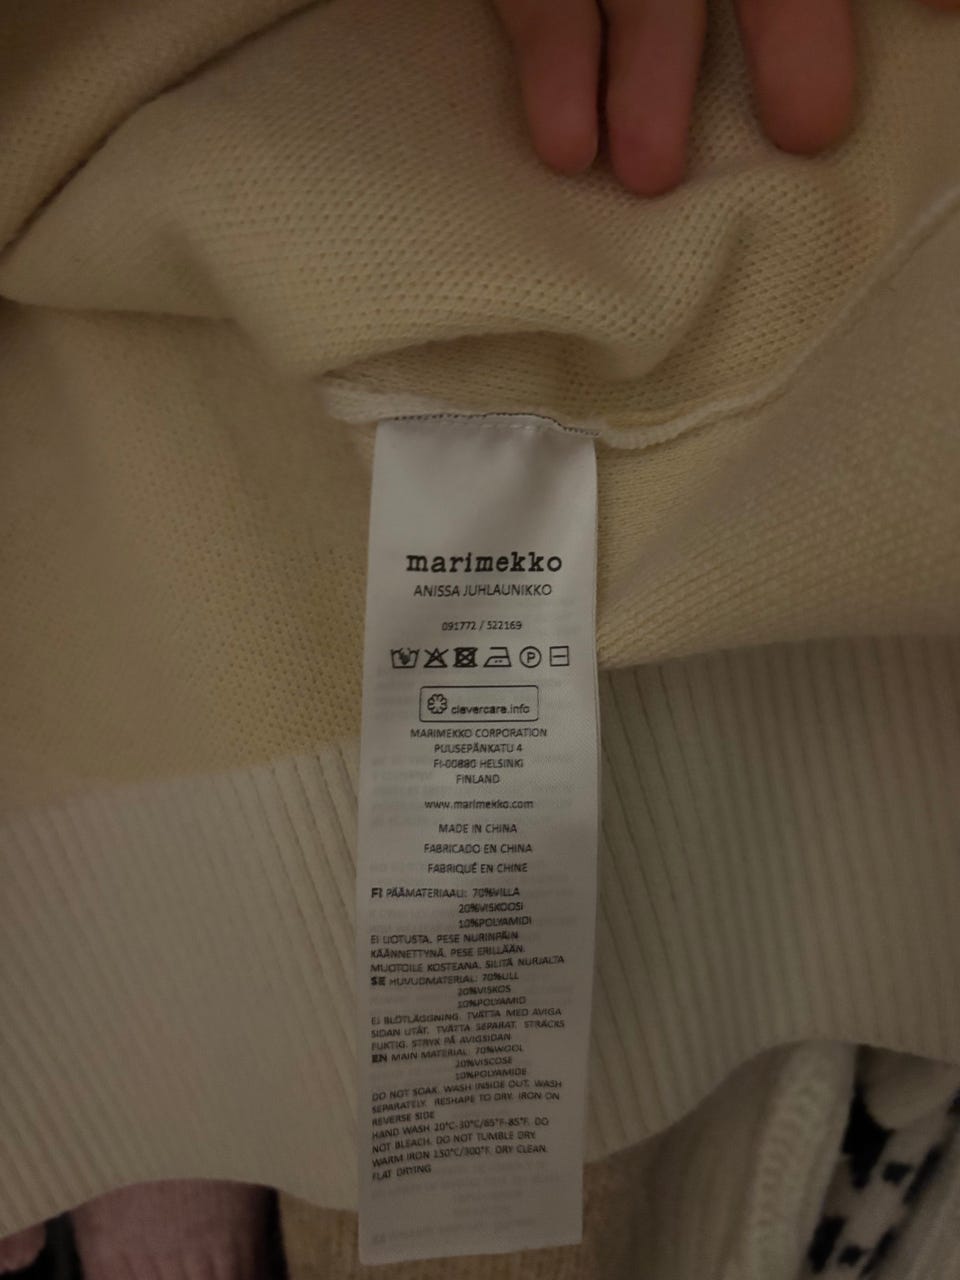 marimekko
ANISSA JUHLAUNIKKO
091772 / 522169
P
clevercare.info
MARIMEKKO CORPORATION
PUUSEPÄNKATU 4
FI-00880 HELSINKI
FINLAND
www.marimekko.com
MADE IN CHINA
FABRICADO EN CHINA
FABRIQUÉ EN CHINE
FI PÄÄMATERIAALI: 70%VILLA
20%VISKOOSI
10%POLYAMIDI
EI LIOTUSTA. PESE NURINPÄIN
KÄÄNNETTYNÄ. PESE ERILLÄÄN.
MUOTOILE KOSTEANA. SILITÄ NURJALTA
SE HUVUDMATERIAL: 70%ULL
20%VISKOS
10%POLYAMID
EJ BLÖTLÄGGNING. TVÄTTA MED AVIGA
SIDAN UTÅT. TVÄTTA SEPARAT. STRÄCKS
FUKTIG. STRYK PÅ AVIGSIDAN
EN MAIN MATERIAL: 70%WOOL
20%VISCOSE
10%POLYAMIDE
DO NOT SOAK. WASH INSIDE OUT. WASH
SEPARATELY. RESHAPE TO DRY. IRON ON
REVERSE SIDE
HAND WASH 20°C-30°C/65°F-85°F. DO
NOT BLEACH. DO NOT TUMBLE DRY.
WARM IRON 150°C/300°F. DRY CLEAN.
FLAT DRYING